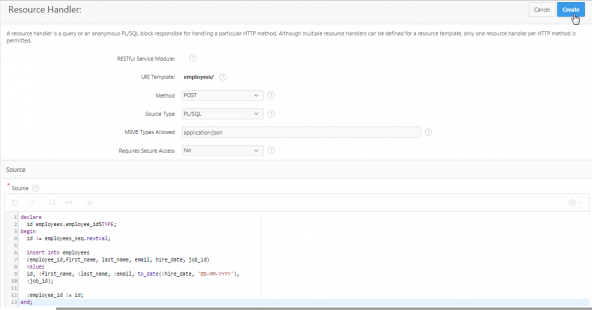 Resource Handler:
Cancel
Create
A resource handler is a query or an anonymous PL/SQL block responsible for handling a particular HTTP method. Although multiple resource handlers can be defined for a resource template, only one resource handler per HTTP method is
permitted.
RESTful Service Module: ?
URI Template: employees/ ?
Method POST ?
Source Type PL/SQL ?
MIME Types Allowed application/json ?
Requires Secure Access No ?
Source
* Source ?
1 declare
2 id employees.employee_id%TYPE;
3 begin
4 id := employees_seq.nextval;
5
6 insert into employees
7 (employee_id,first_name, last_name, email, hire_date, job_id)
8 values
9 id, :first_name, :last_name, :email, to_date(:hire_date, 'DD-MM-YYYY'),
10 :job_id);
11
12 :employee_id := id;
13 end;